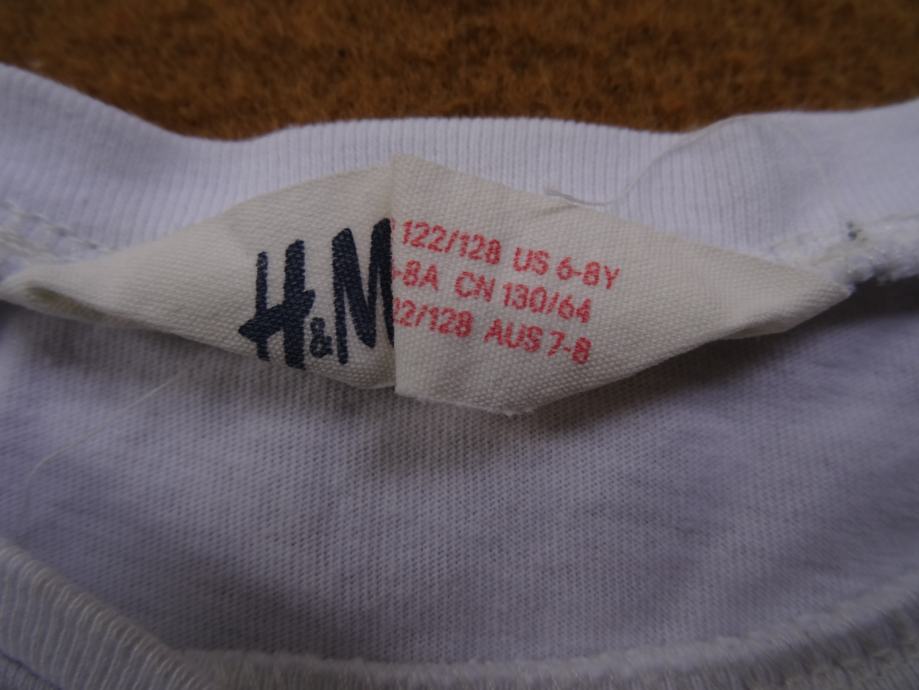 H&M
122/128 US 6-8Y
-8A CN 130/64
2/128 AUS 7-8